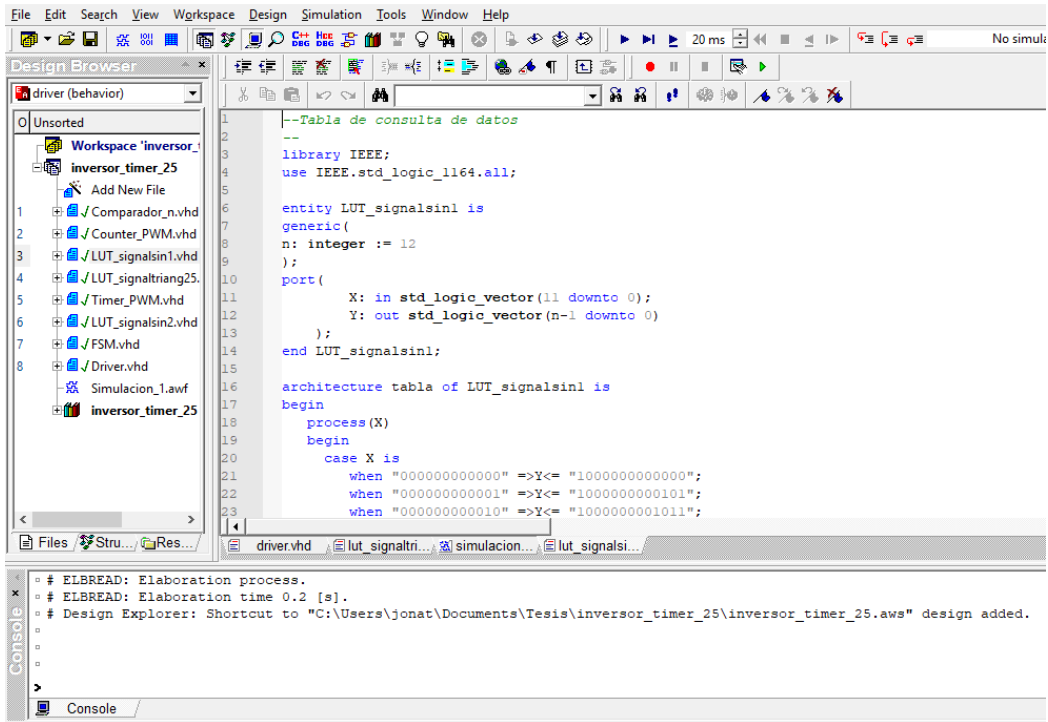 File Edit Search View Workspace Design Simulation Tools Window Help
C++ DBG HEC DBG 20 ms No simula
Design Browser
driver (behavior)
O Unsorted
Workspace 'inversor_t
inversor_timer_25
Add New File
1 Comparador_n.vhd
2 Counter_PWM.vhd
3 LUT_signalsin1.vhd
4 LUT_signaltriang25.
5 Timer_PWM.vhd
6 LUT_signalsin2.vhd
7 FSM.vhd
8 Driver.vhd
Simulacion_1.awf
inversor_timer_25
Files Stru... Res...
1 --Tabla de consulta de datos
2 --
3 library IEEE;
4 use IEEE.std_logic_1164.all;
5
6 entity LUT_signalsin1 is
7 generic(
8 n: integer := 12
9 );
10 port(
11 X: in std_logic_vector(11 downto 0);
12 Y: out std_logic_vector(n-1 downto 0)
13 );
14 end LUT_signalsin1;
15
16 architecture tabla of LUT_signalsin1 is
17 begin
18 process(X)
19 begin
20 case X is
21 when "000000000000" =>Y<= "1000000000000";
22 when "000000000001" =>Y<= "1000000000101";
23 when "000000000010" =>Y<= "1000000001011";
driver.vhd lut_signaltri... simulacion... lut_signalsi...
# ELBREAD: Elaboration process.
# ELBREAD: Elaboration time 0.2 [s].
# Design Explorer: Shortcut to "C:\Users\jonat\Documents\Tesis\inversor_timer_25\inversor_timer_25.aws" design added.
>
Console
Console